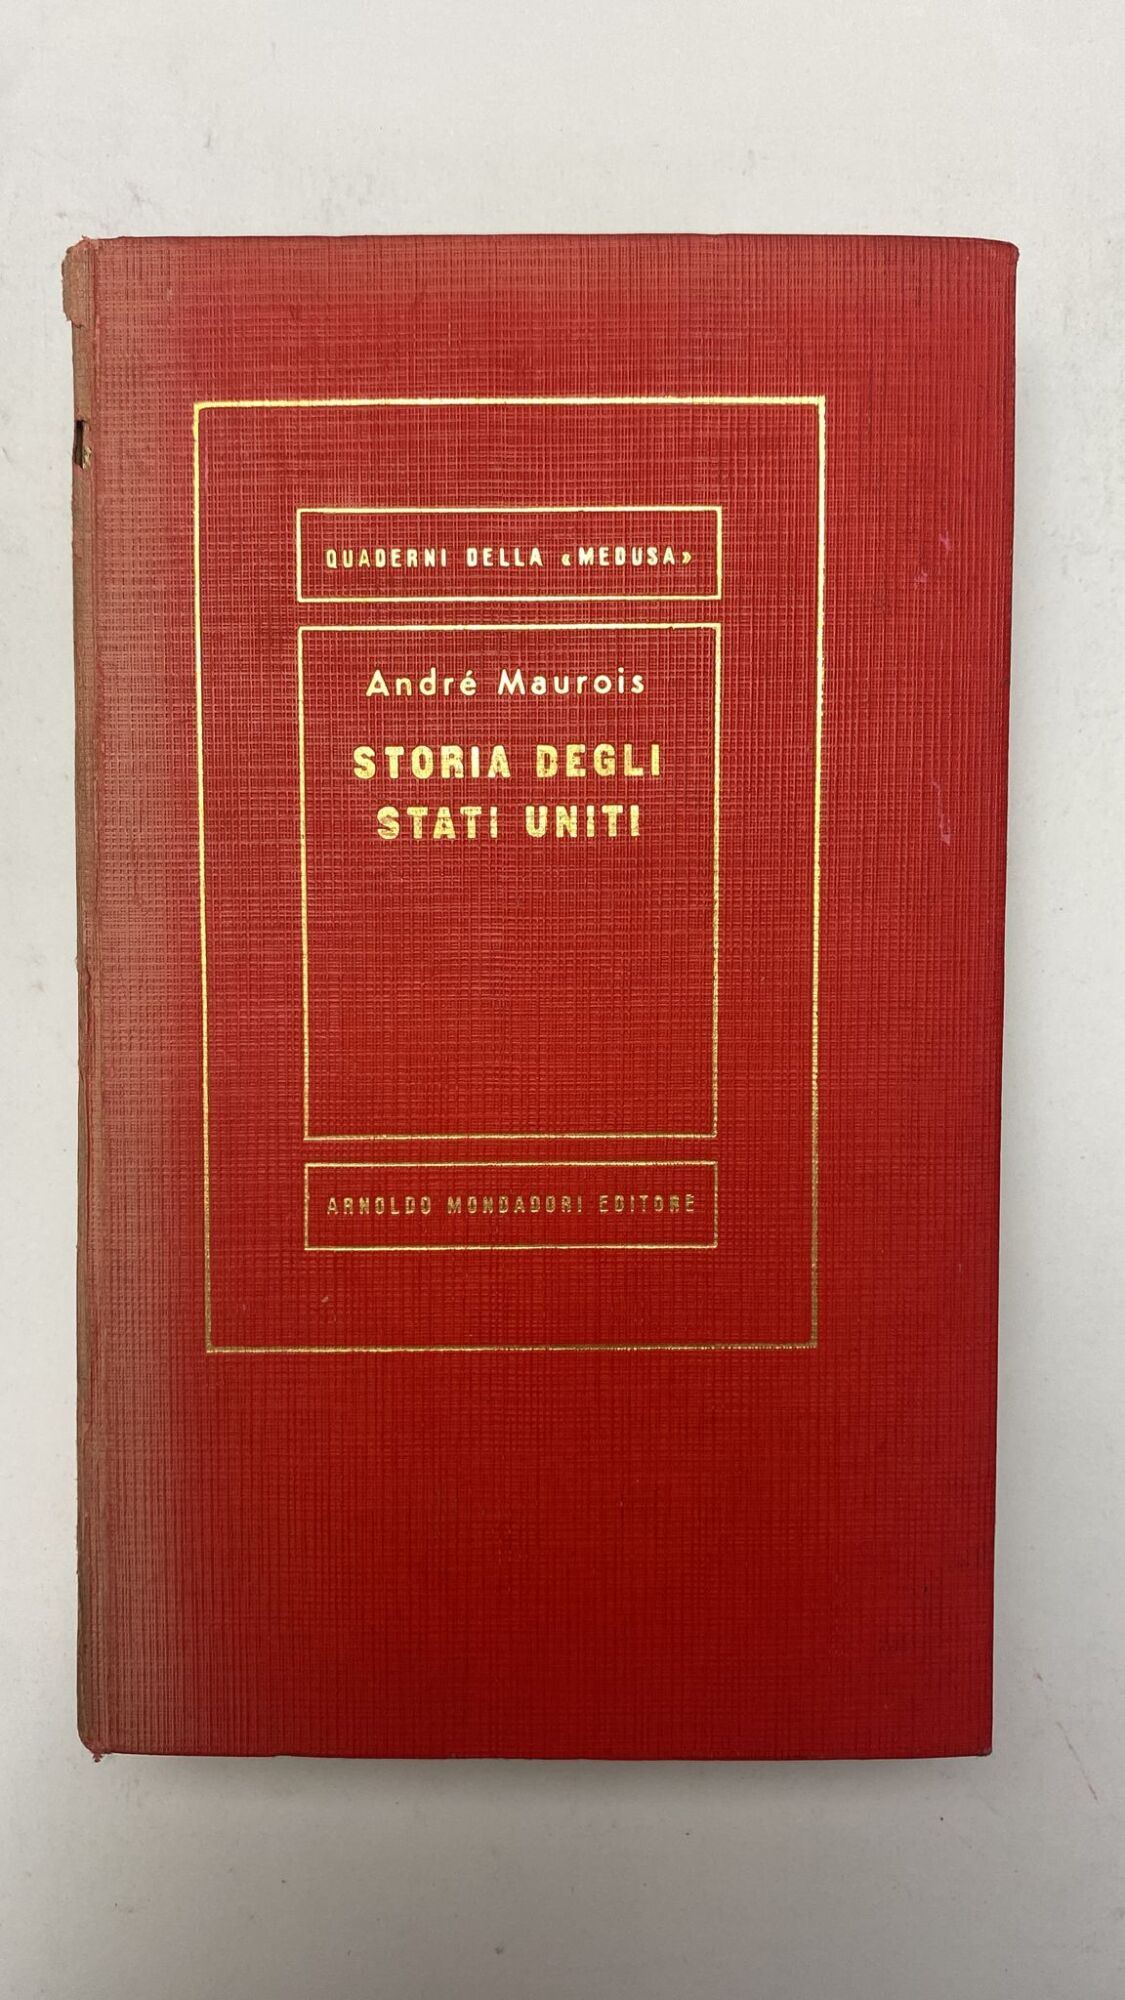 QUADERNI DELLA «MEDUSA»
André Maurois
STORIA DEGLI
STATI UNITI
ARNOLDO MONDADORI EDITORE